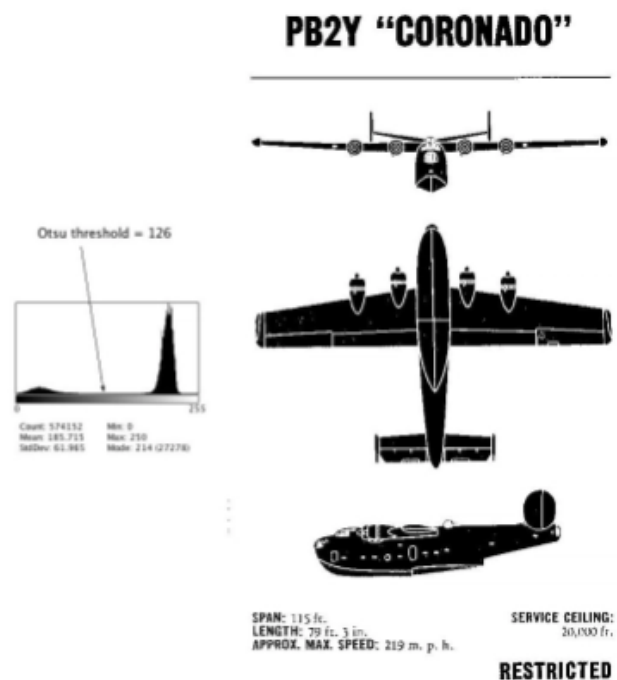 PB2Y “CORONADO”
Otsu threshold = 126
0 255
Count: 574152 Min: 0
Mean: 185.715 Max: 250
StdDev: 61.965 Mode: 214 (27278)
SPAN: 115 ft. SERVICE CEILING:
LENGTH: 79 ft. 3 in. 20,000 ft.
APPROX. MAX. SPEED: 219 m. p. h.
RESTRICTED